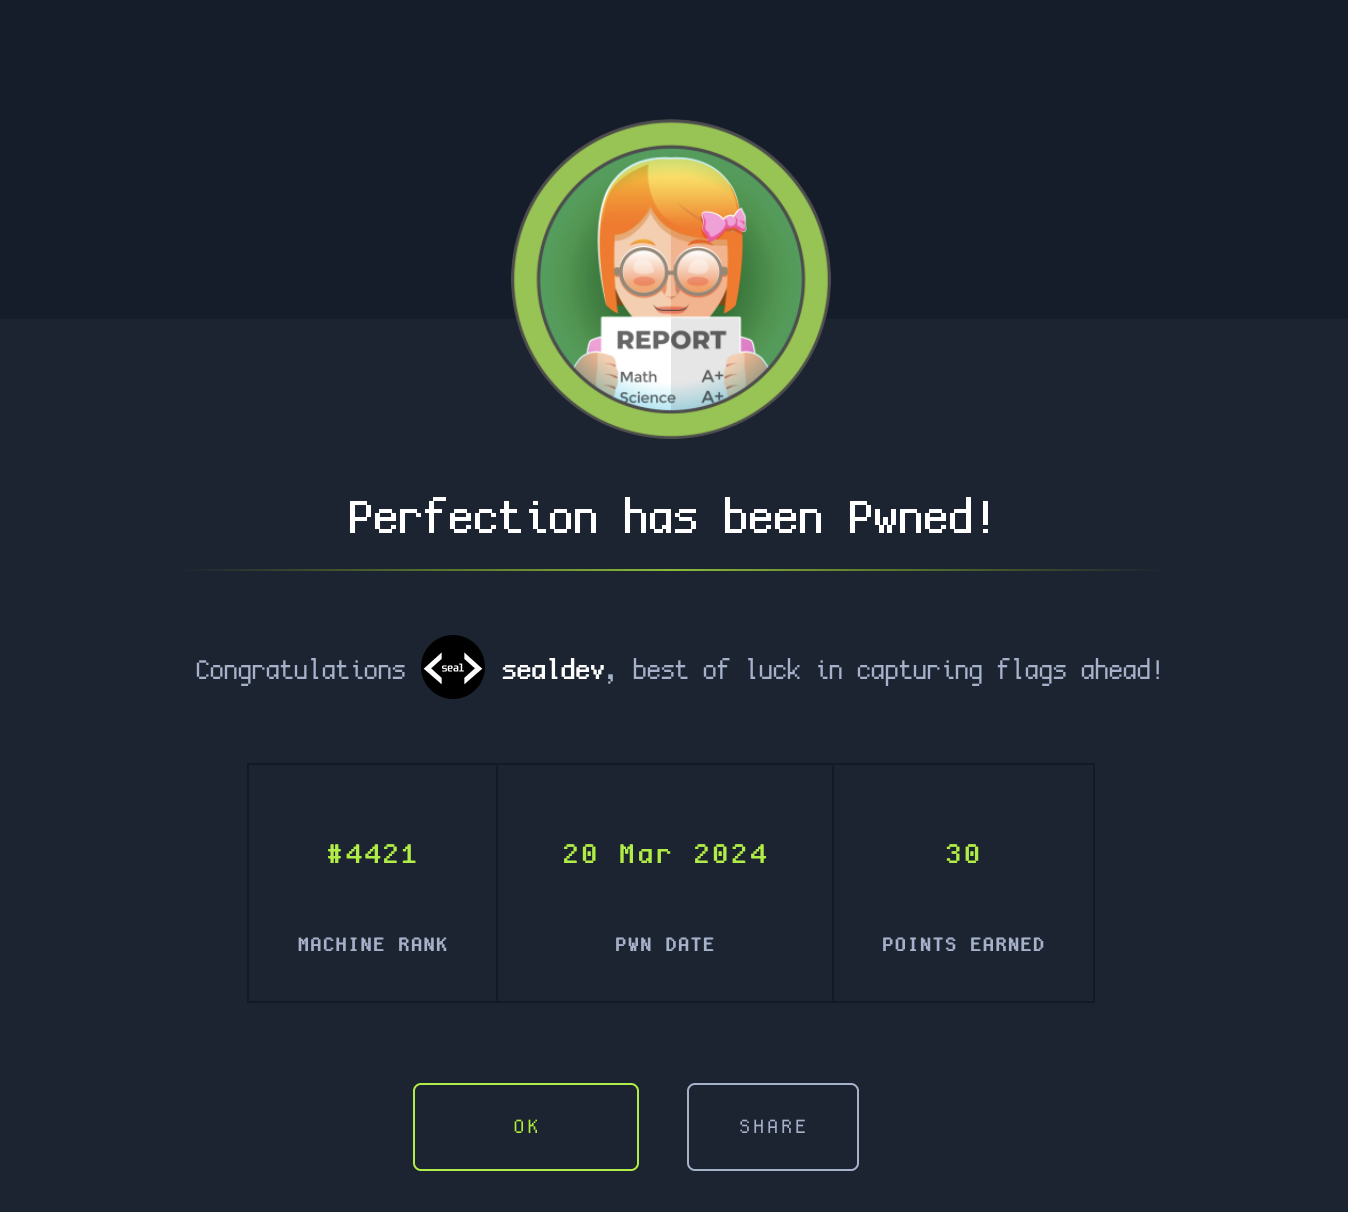 REPORT
Math A+
Science A+
Perfection has been Pwned!
Congratulations seal sealdev, best of luck in capturing flags ahead!
#4421 20 Mar 2024 30
MACHINE RANK PWN DATE POINTS EARNED
OK SHARE